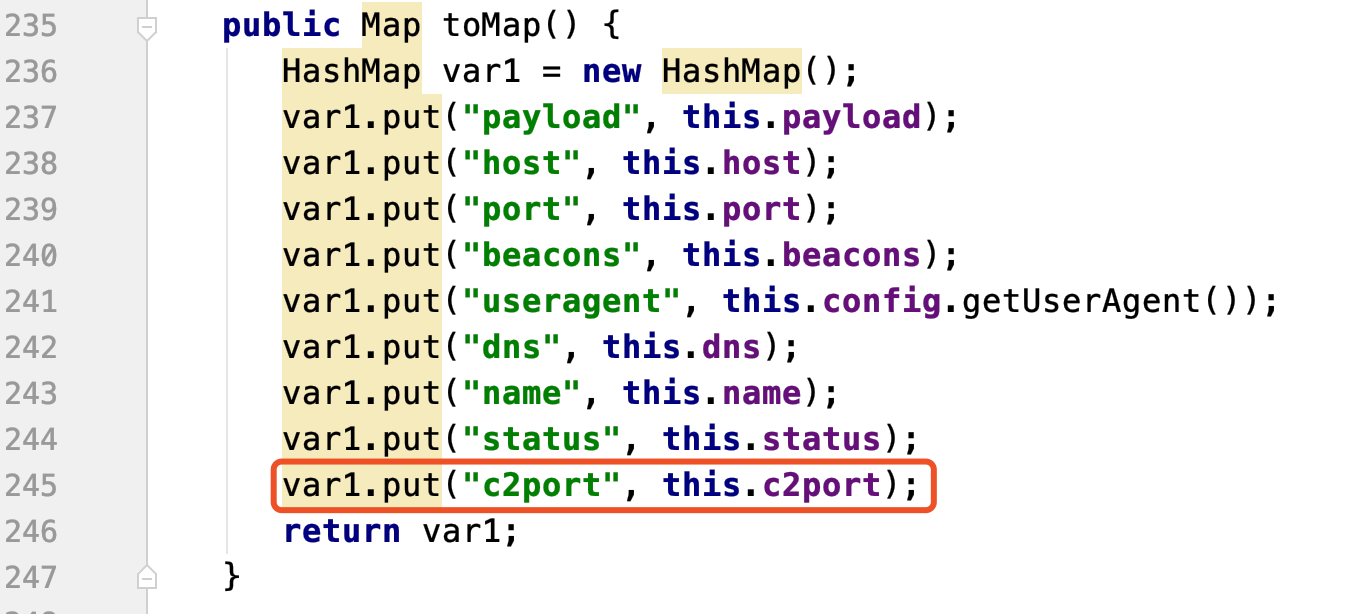 235 public Map toMap() {
236 HashMap var1 = new HashMap();
237 var1.put("payload", this.payload);
238 var1.put("host", this.host);
239 var1.put("port", this.port);
240 var1.put("beacons", this.beacons);
241 var1.put("useragent", this.config.getUserAgent());
242 var1.put("dns", this.dns);
243 var1.put("name", this.name);
244 var1.put("status", this.status);
245 var1.put("c2port", this.c2port);
246 return var1;
247 }